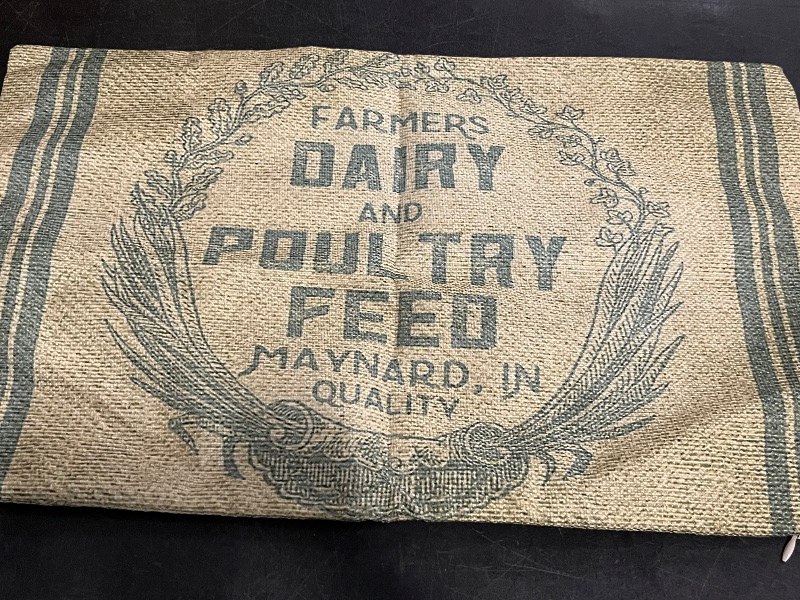 FARMERS
DAIRY
AND
POULTRY
FEED
MAYNARD, IN
QUALITY